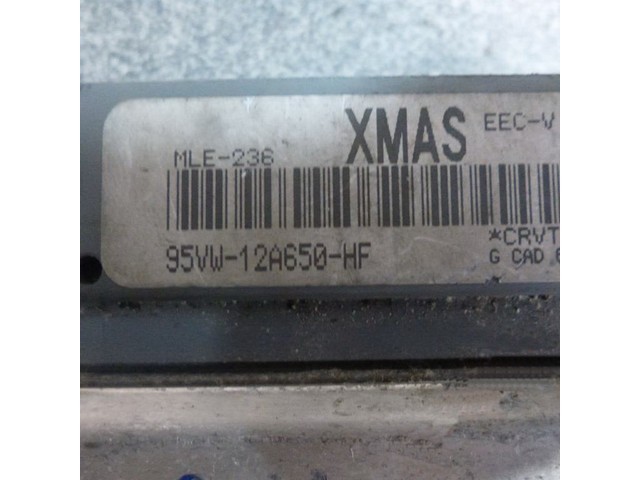 XMAS EEC-V
MLE-236
95VW-12A650-HF
*CRVT
G CAD